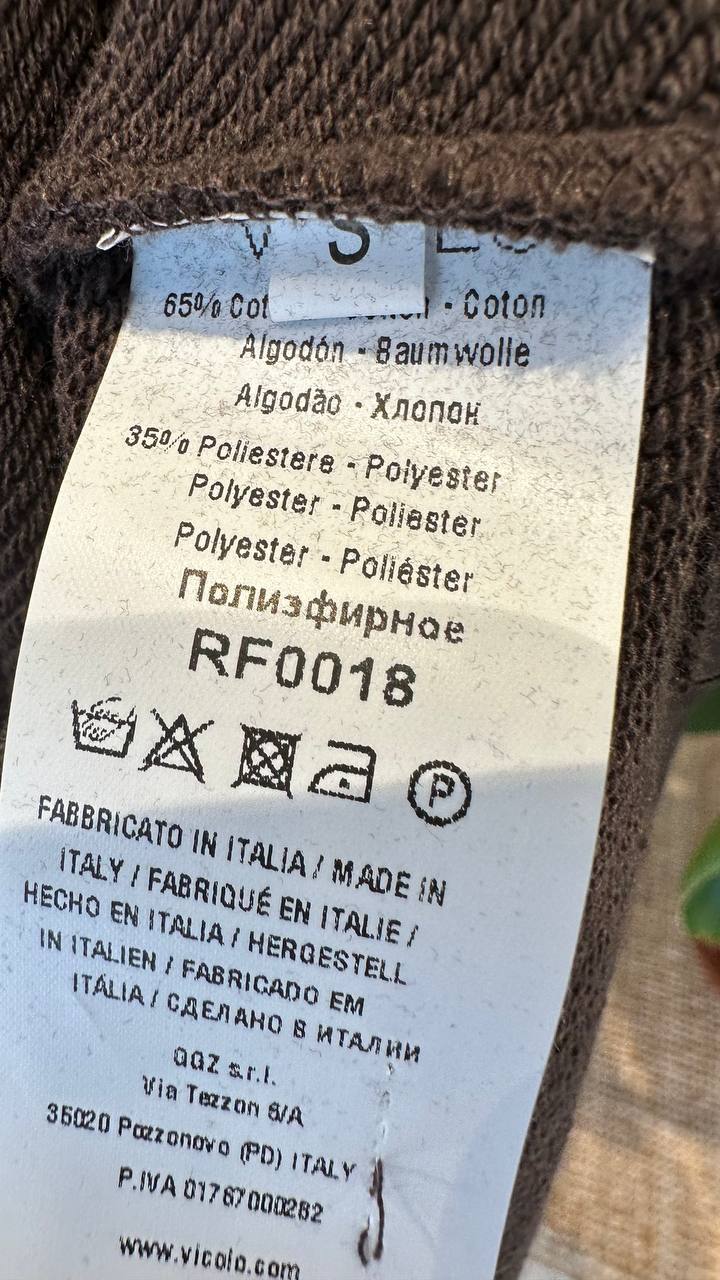 S
65% Cot - Coton
Algodón - Baumwolle
Algodão - Хлопок
35% Poliestere - Polyester
Polyester - Poliester
Polyester - Poliéster
Полиэфирное
RF0018
P
FABBRICATO IN ITALIA / MADE IN
ITALY / FABRIQUÉ EN ITALIE /
HECHO EN ITALIA / HERGESTELL
IN ITALIEN / FABRICADO EM
ITÁLIA / СДЕЛАНО В ИТАЛИИ
GGZ s.r.l.
Via Tezzon 6/A
35020 Pozzonovo (PD) ITALY
P.IVA 01767000282
www.vicolo.com